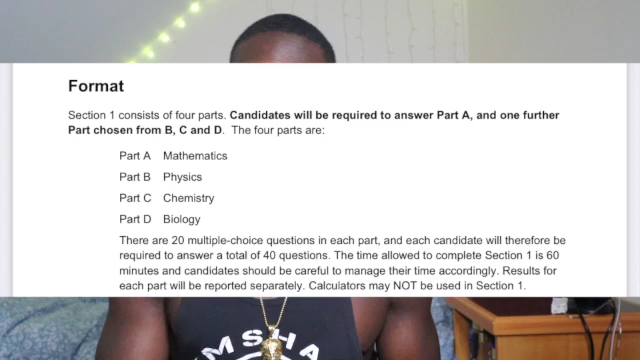 Format
Section 1 consists of four parts. Candidates will be required to answer Part A, and one further
Part chosen from B, C and D. The four parts are:
Part A Mathematics
Part B Physics
Part C Chemistry
Part D Biology
There are 20 multiple-choice questions in each part, and each candidate will therefore be
required to answer a total of 40 questions. The time allowed to complete Section 1 is 60
minutes and candidates should be careful to manage their time accordingly. Results for
each part will be reported separately. Calculators may NOT be used in Section 1.
MSHA